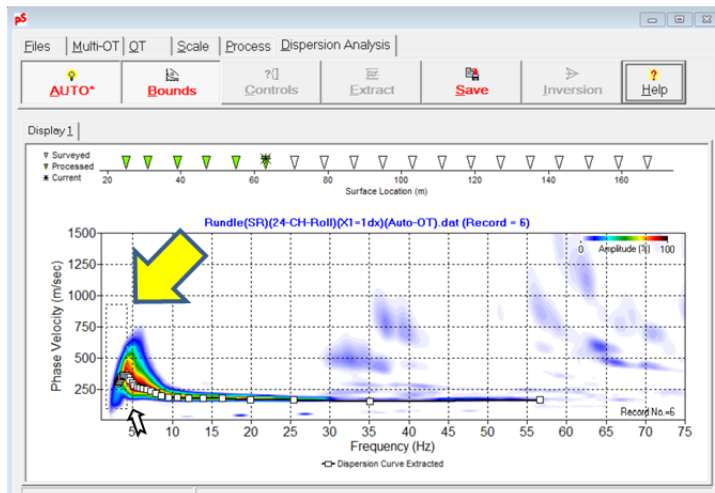 pS
Files Multi-OT QT Scale Process Dispersion Analysis
AUTO* Bounds Controls Extract Save Inversion Help
Display 1
Surveyed
Processed
Current
20 40 60 80 100 120 140 160
Surface Location (m)
Rundle(SR)(24-CH-Roll)(X1=1dx)(Auto-OT).dat (Record = 6)
0 Amplitude (%) 100
1500
1250
1000
750
500
250
Phase Velocity (m/sec)
Record No.=6
5 10 15 20 25 30 35 40 45 50 55 60 65 70 75
Frequency (Hz)
Dispersion Curve Extracted